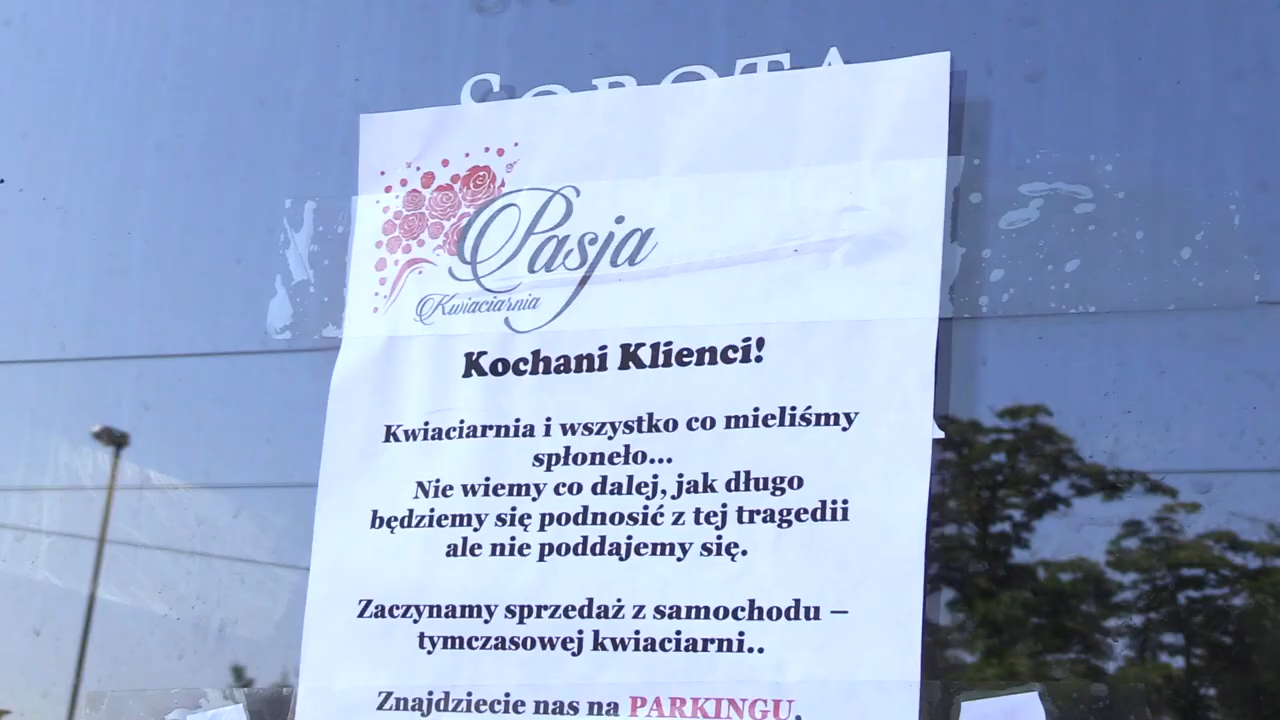 SOBOTA
Pasja
Kwiaciarnia
Kochani Klienci!
Kwiaciarnia i wszystko co mieliśmy
spłoneło...
Nie wiemy co dalej, jak długo
będziemy się podnosić z tej tragedii
ale nie poddajemy się.
Zaczynamy sprzedaż z samochodu –
tymczasowej kwiaciarni..
Znajdziecie nas na PARKINGU.